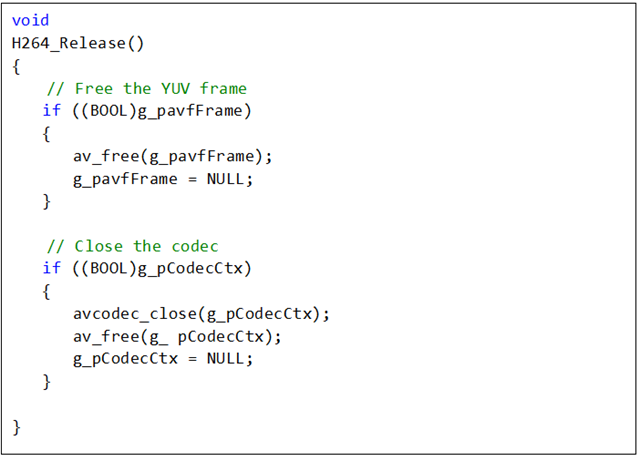 void
H264_Release()
{
    // Free the YUV frame
    if ((BOOL)g_pavfFrame)
    {
        av_free(g_pavfFrame);
        g_pavfFrame = NULL;
    }

    // Close the codec
    if ((BOOL)g_pCodecCtx)
    {
        avcodec_close(g_pCodecCtx);
        av_free(g_ pCodecCtx);
        g_pCodecCtx = NULL;
    }

}